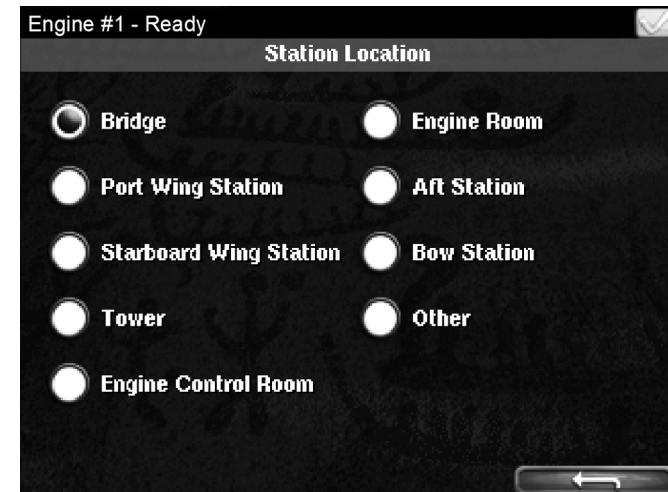 Engine #1 - Ready
Station Location
Bridge
Engine Room
Port Wing Station
Aft Station
Starboard Wing Station
Bow Station
Tower
Other
Engine Control Room